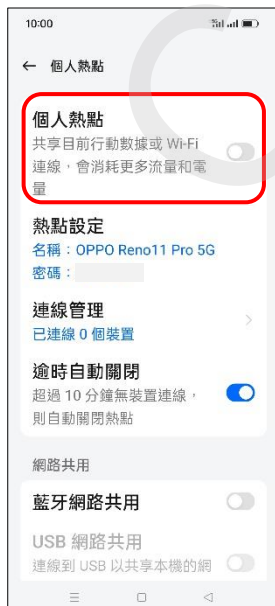 10:00
← 個人熱點
個人熱點
共享目前行動數據或 Wi-Fi
連線，會消耗更多流量和電
量
熱點設定
名稱：OPPO Reno11 Pro 5G
密碼：
連線管理
已連線 0 個裝置
逾時自動關閉
超過 10 分鐘無裝置連線，
則自動關閉熱點
網路共用
藍牙網路共用
USB 網路共用
連線到 USB 以共享本機的網